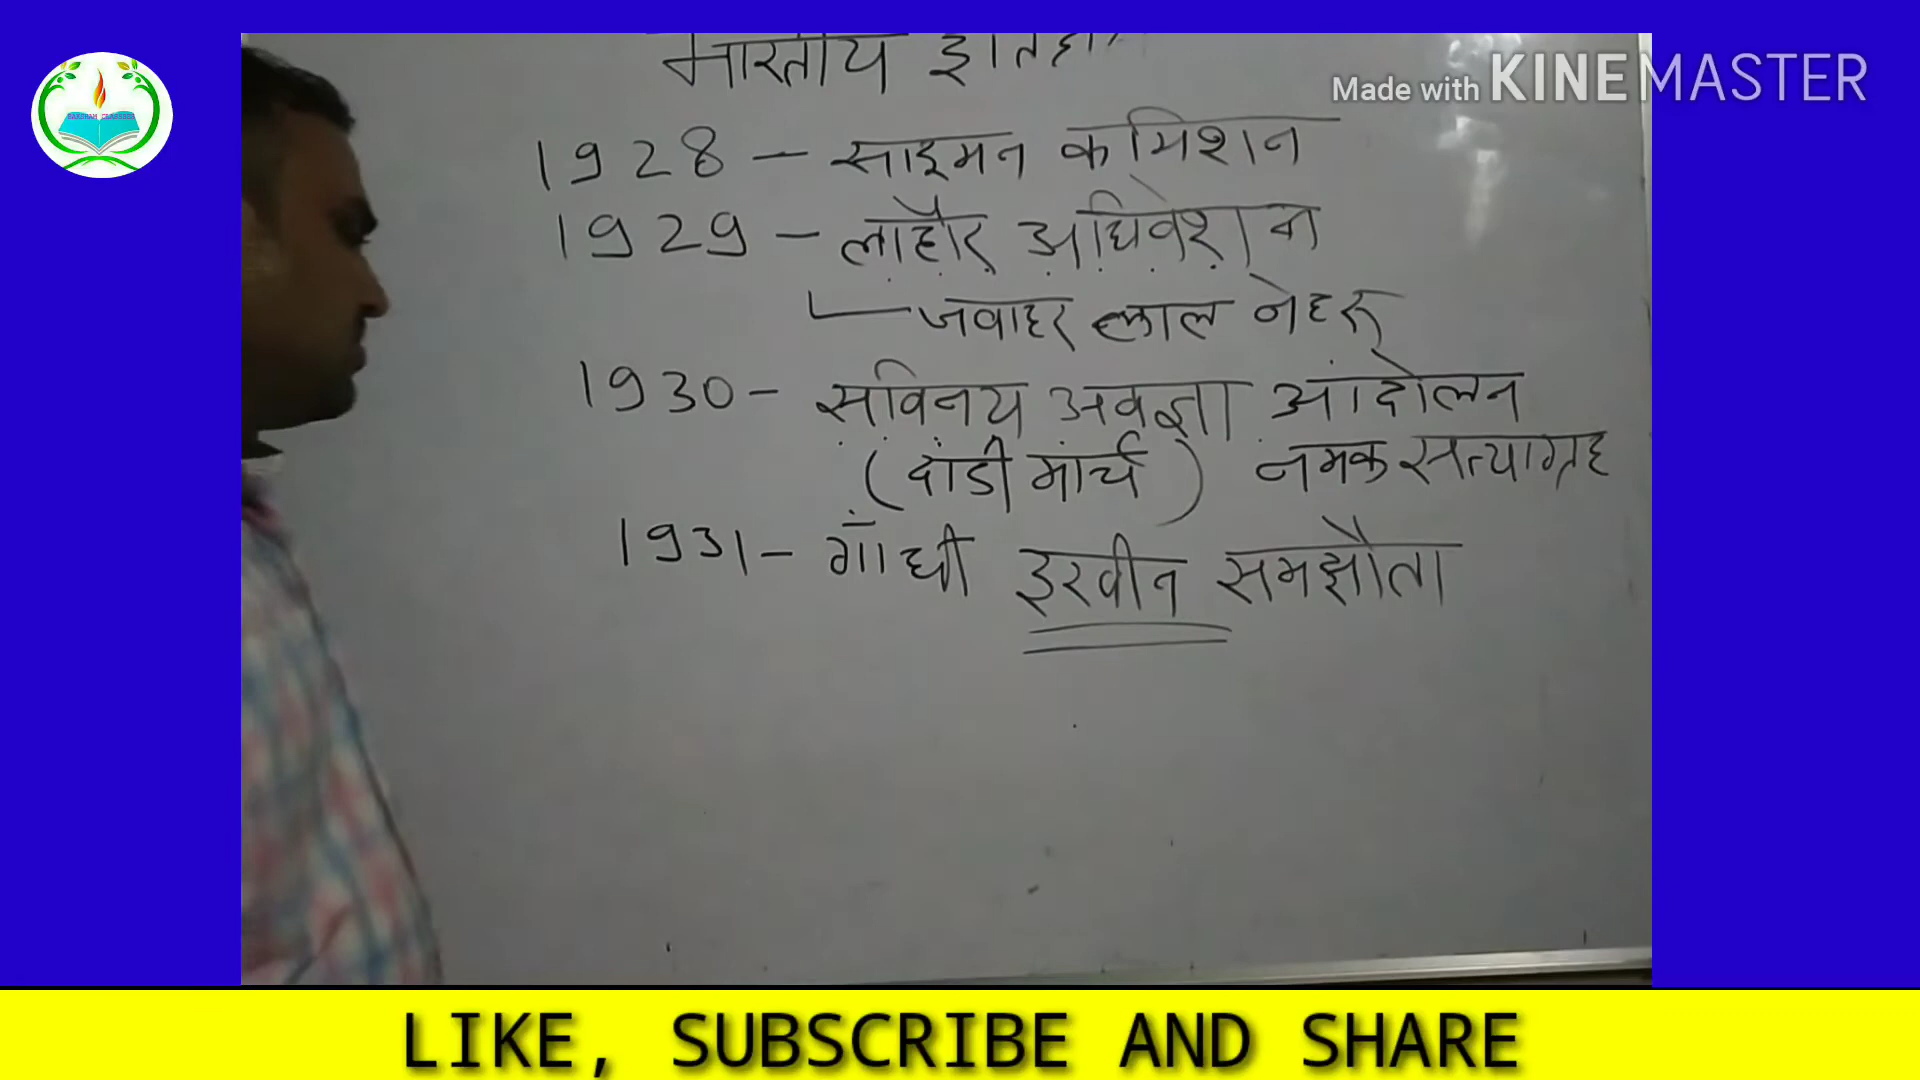 भारतीय
Made with KINEMASTER
1928 – साइमन कमिशन
1929 – लाहौर अधिवेशन
जवाहर लाल नेहरू
1930 – सविनय अवज्ञा आंदोलन
(दांडी मार्च) नमक सत्याग्रह
1931 – गाँधी इरवीन समझौता
LIKE, SUBSCRIBE AND SHARE